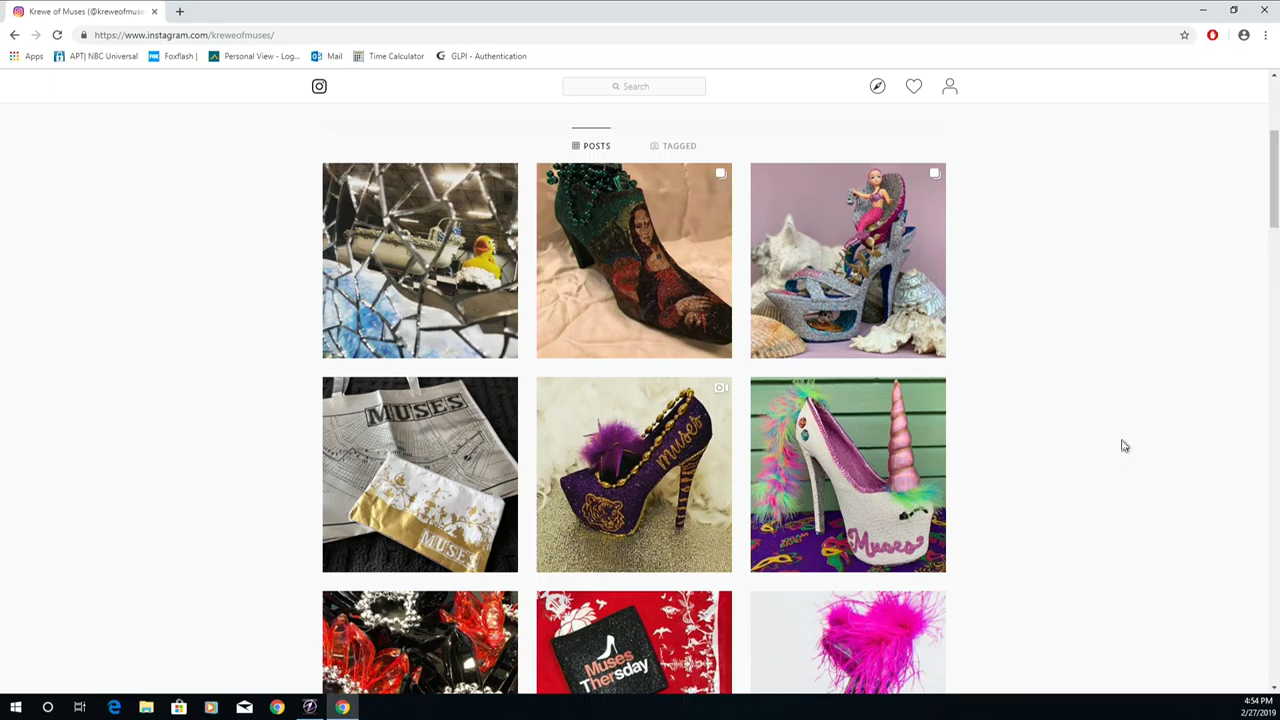 Krewe of Muses (@kreweofmuse
https://www.instagram.com/kreweofmuses/
Apps
APT| NBC Universal
Foxflash |
Personal View - Log...
Mail
Time Calculator
GLPI - Authentication
Search
POSTS
TAGGED
MUSES
MUSES
muses
Muses
Muses
Thersday
4:54 PM
2/27/2019